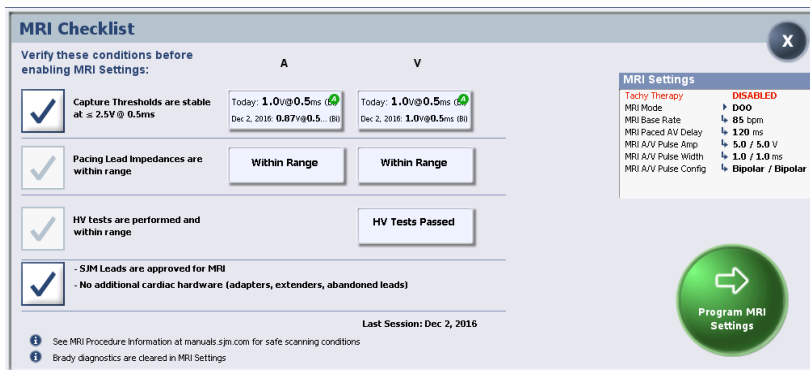 MRI Checklist
X
Verify these conditions before
enabling MRI Settings:
A
V
Capture Thresholds are stable
at ≤ 2.5V @ 0.5ms
Today: 1.0V@0.5ms
Dec 2, 2016: 0.87V@0.5... (Bi)
Today: 1.0V@0.5ms
Dec 2, 2016: 1.0V@0.5ms (Bi)
Pacing Lead Impedances are
within range
Within Range
Within Range
HV tests are performed and
within range
HV Tests Passed
- SJM Leads are approved for MRI
- No additional cardiac hardware (adapters, extenders, abandoned leads)
Last Session: Dec 2, 2016
i See MRI Procedure Information at manuals.sjm.com for safe scanning conditions
i Brady diagnostics are cleared in MRI Settings
MRI Settings
Tachy Therapy DISABLED
MRI Mode DOO
MRI Base Rate 85 bpm
MRI Paced AV Delay 120 ms
MRI A/V Pulse Amp 5.0 / 5.0 V
MRI A/V Pulse Width 1.0 / 1.0 ms
MRI A/V Pulse Config Bipolar / Bipolar
Program MRI
Settings